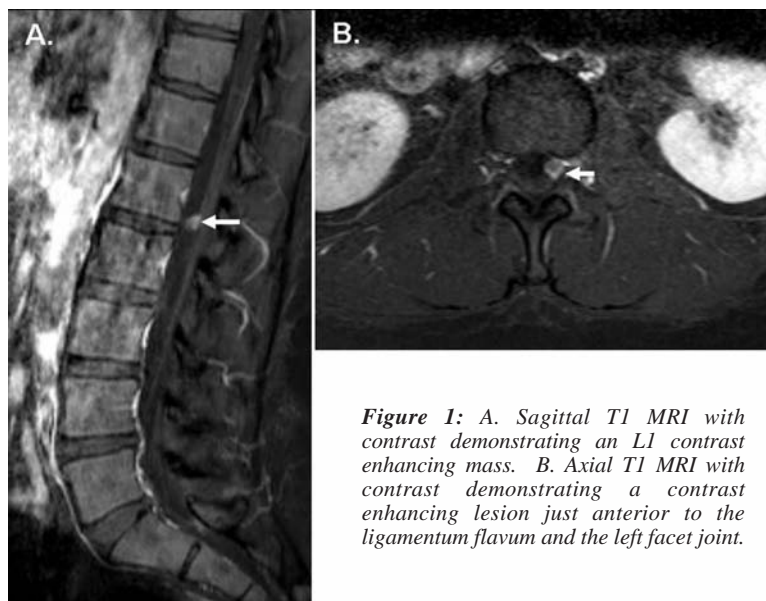 A.
B.
Figure 1: A. Sagittal T1 MRI with
contrast demonstrating an L1 contrast
enhancing mass. B. Axial T1 MRI with
contrast demonstrating a contrast
enhancing lesion just anterior to the
ligamentum flavum and the left facet joint.